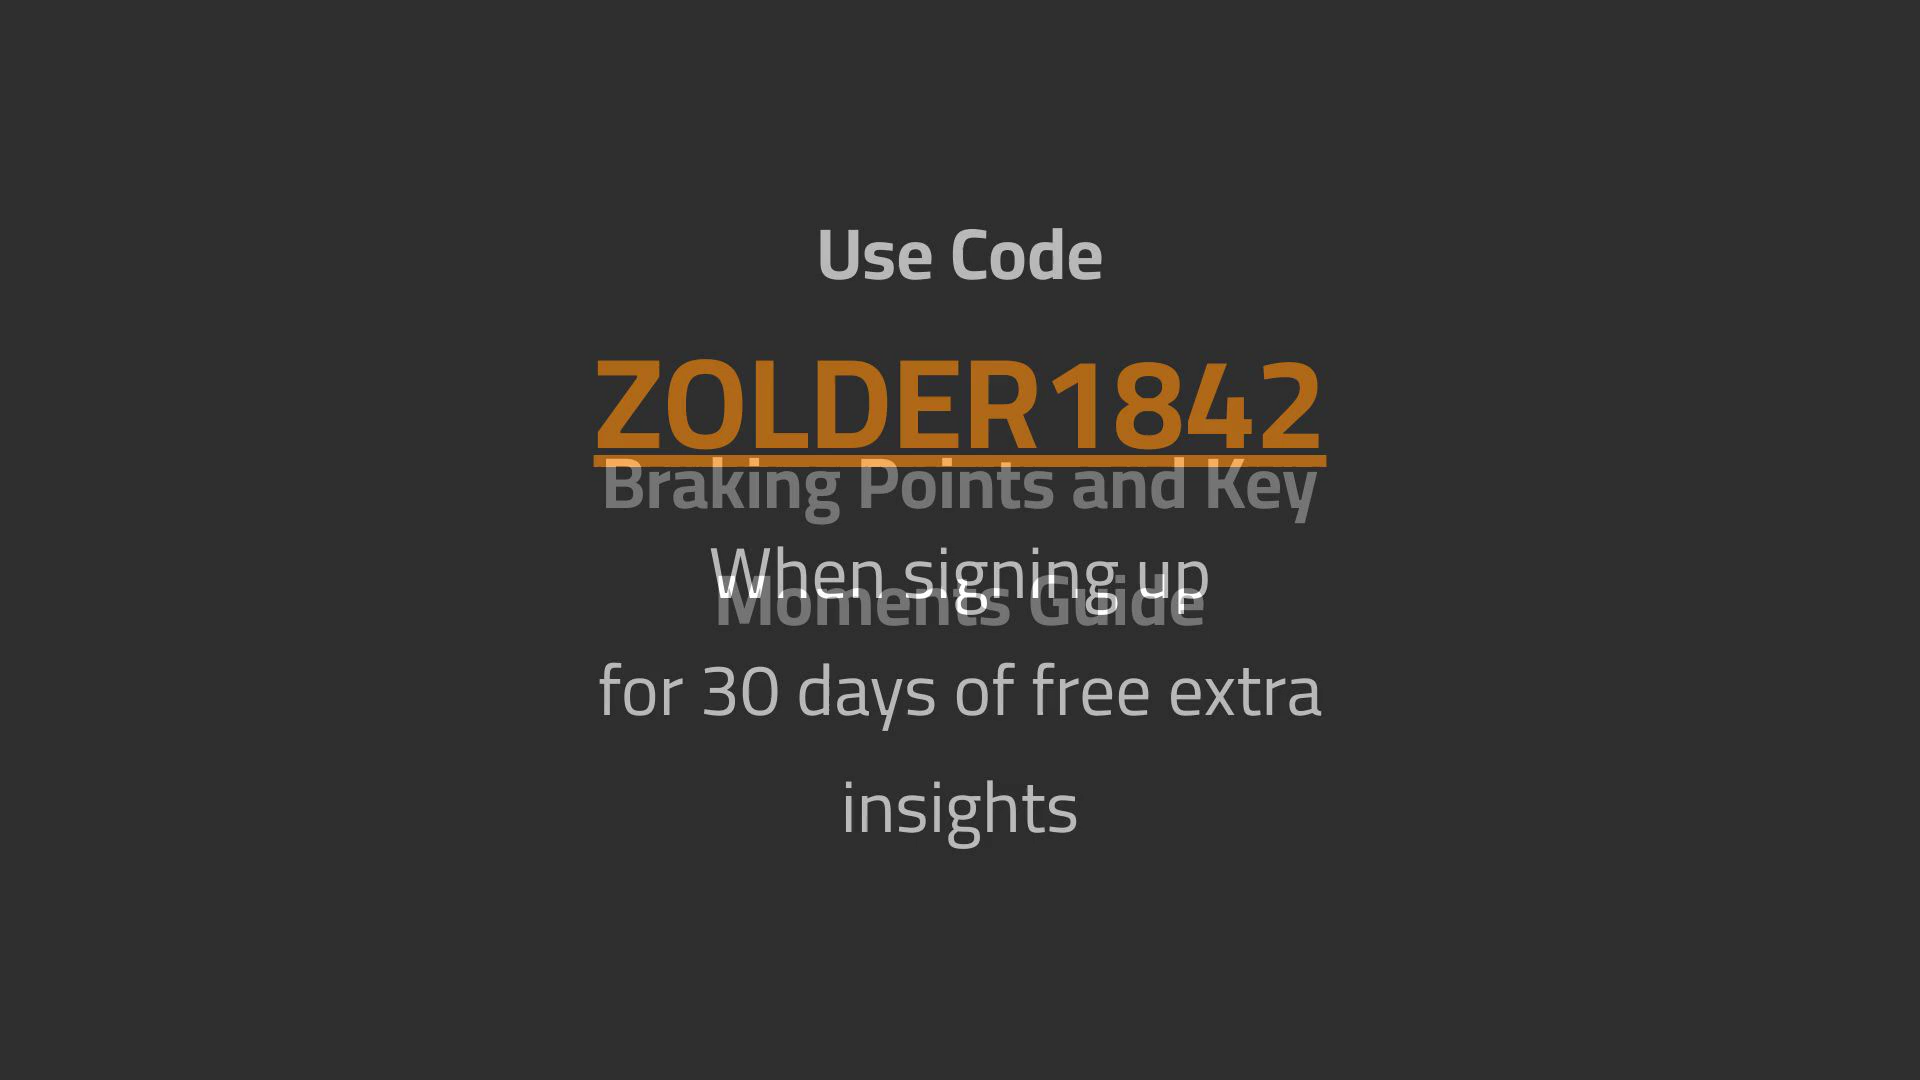 Use Code
ZOLDER1842
Braking Points and Key
When signing up
Moments Guide
for 30 days of free extra
insights